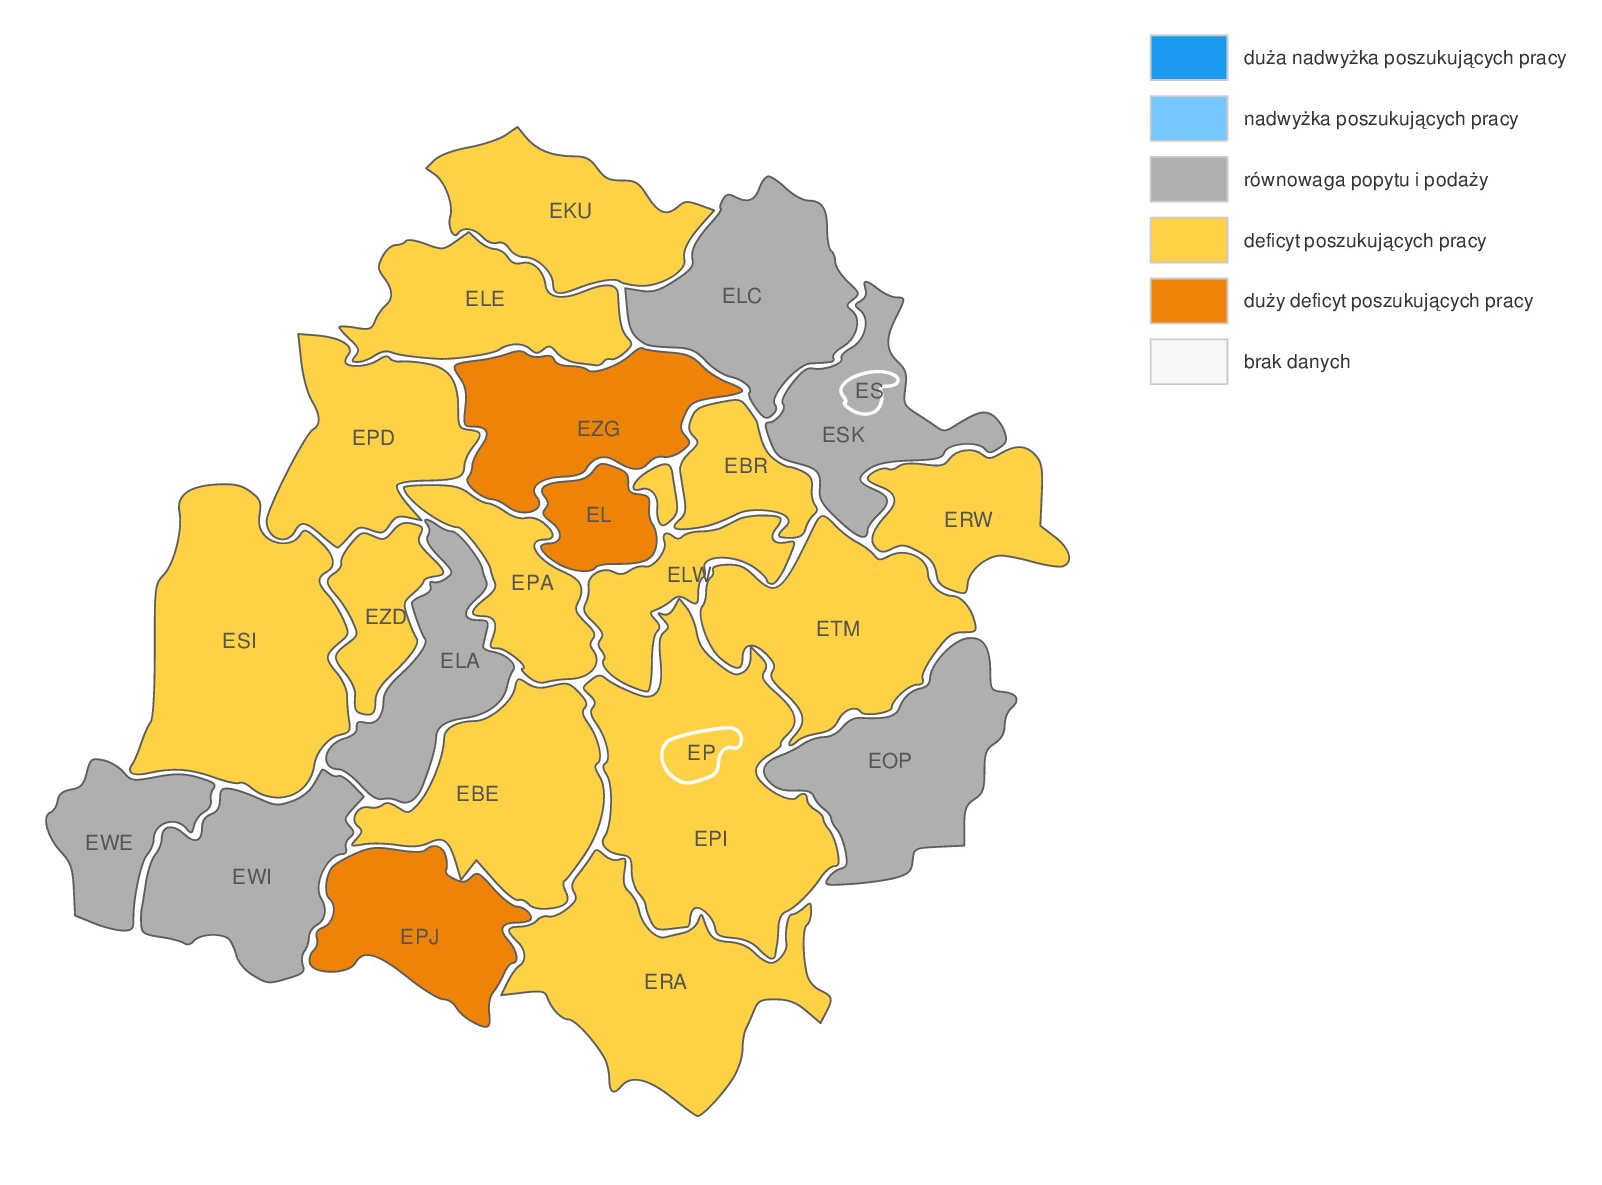 duża nadwyżka poszukujących pracy
nadwyżka poszukujących pracy
równowaga popytu i podaży
deficyt poszukujących pracy
duży deficyt poszukujących pracy
brak danych
EKU
ELE
ELC
ES
EPD
EZG
ESK
EBR
EL
ERW
EPA
ELW
EZD
ETM
ESI
ELA
EP
EOP
EBE
EPI
EWE
EWI
EPJ
ERA